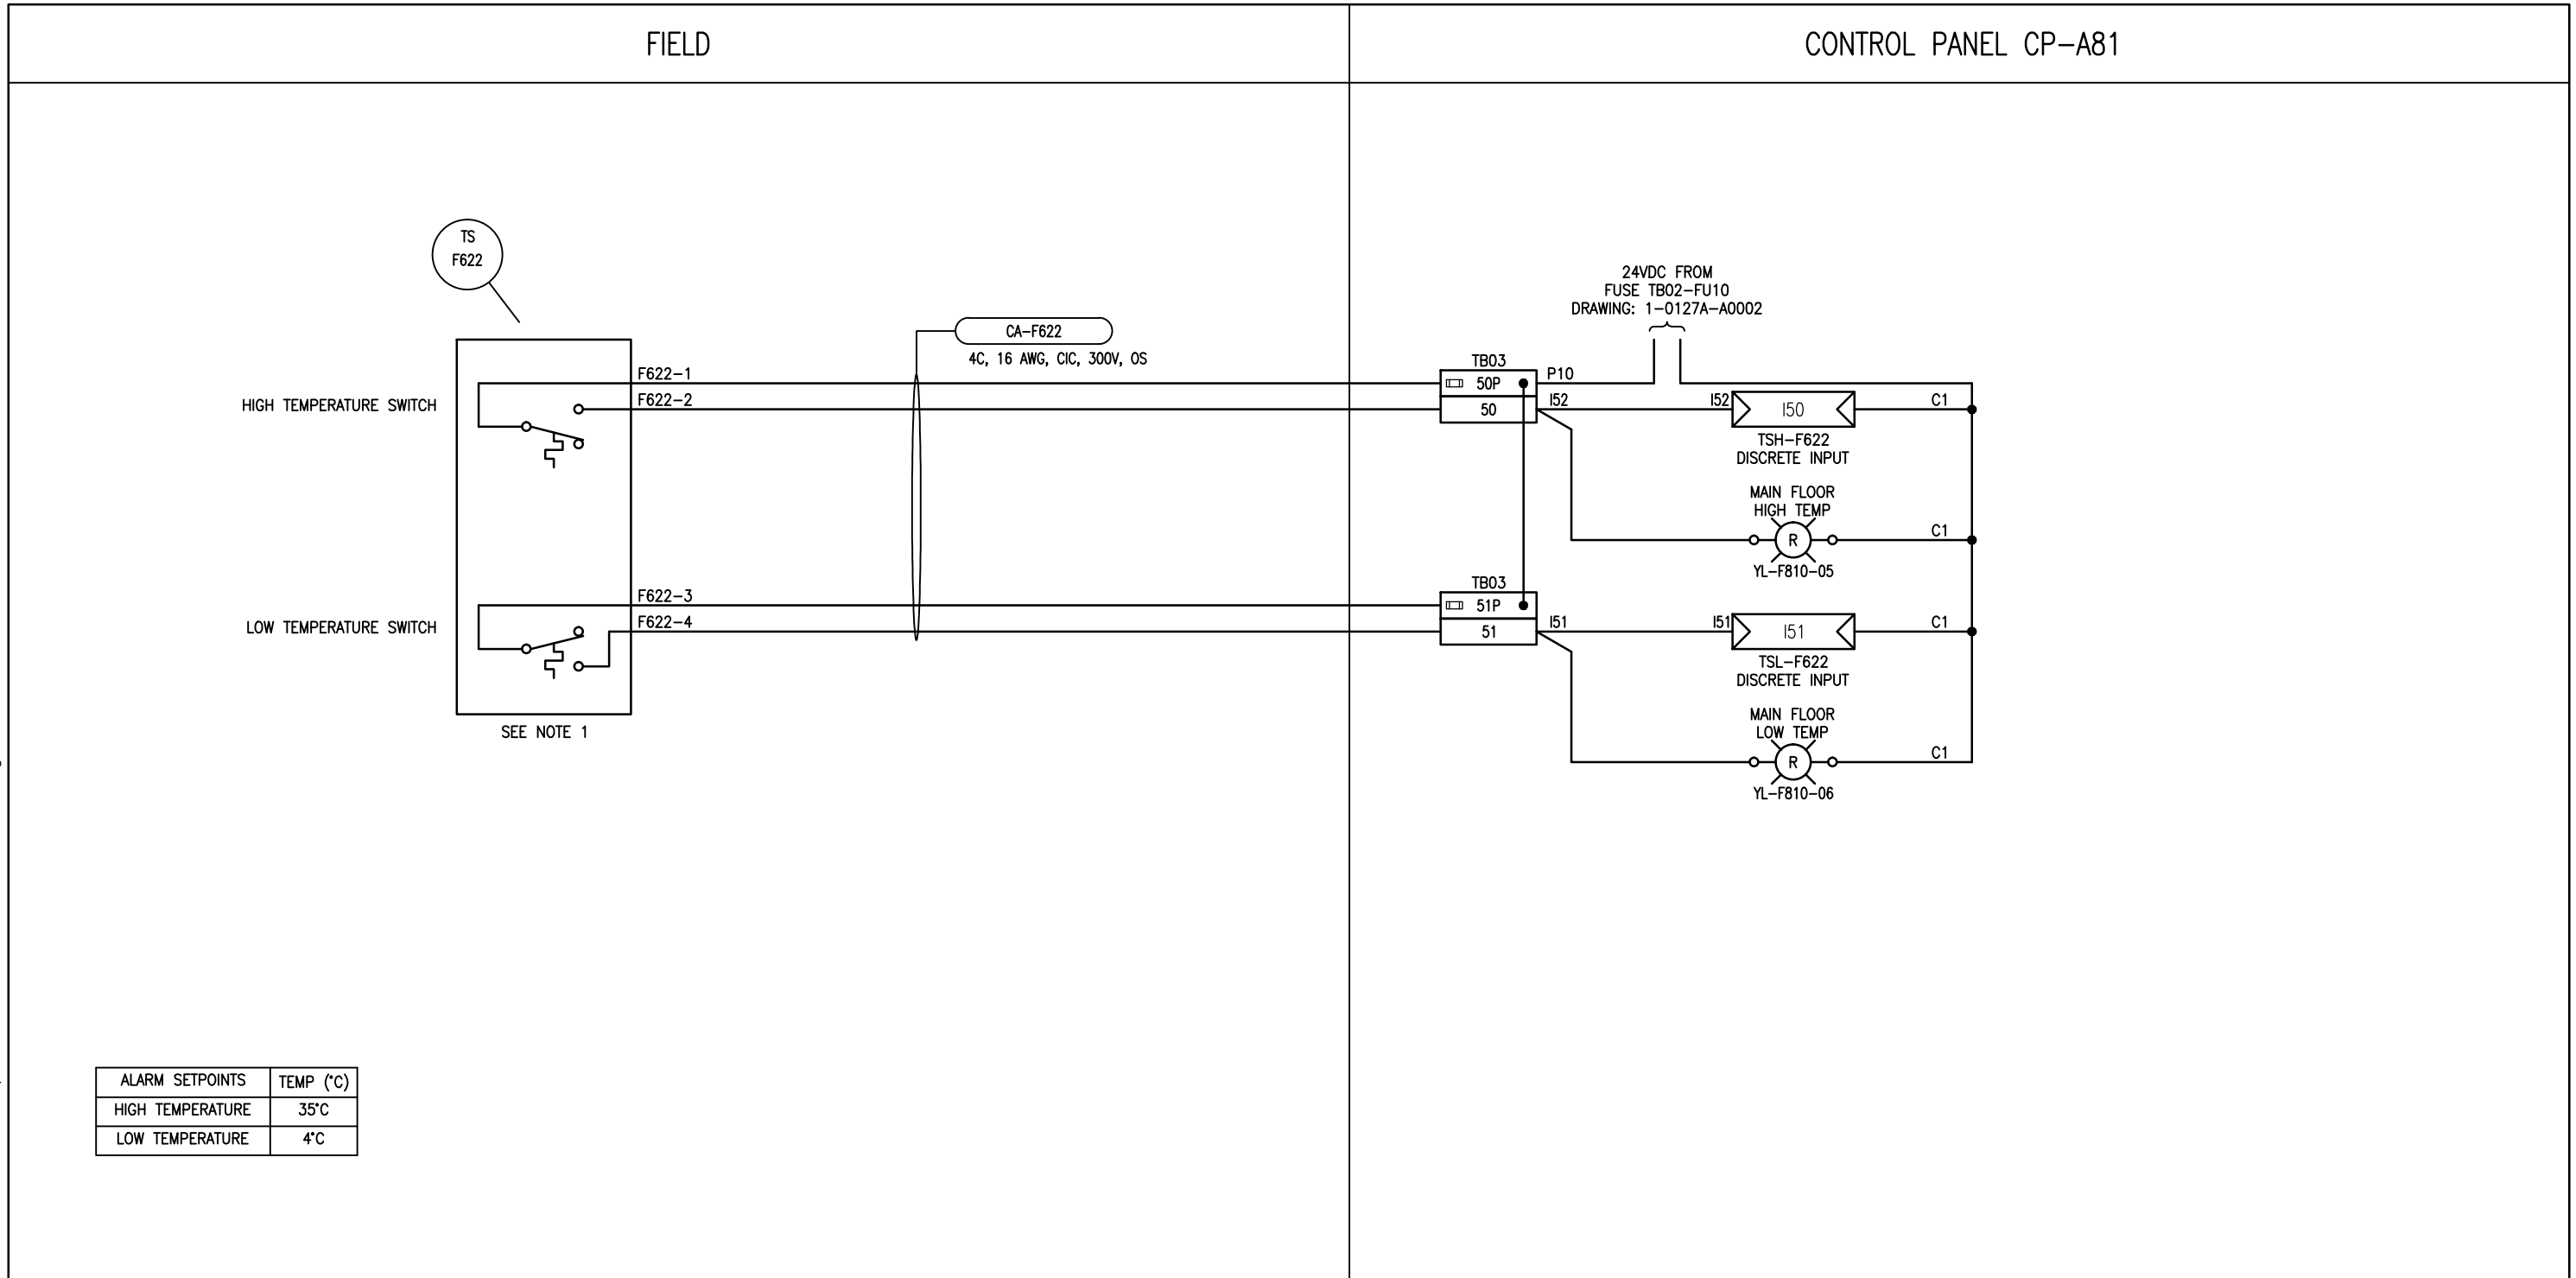 FIELD
CONTROL PANEL CP-A81
TS
F622
HIGH TEMPERATURE SWITCH
LOW TEMPERATURE SWITCH
SEE NOTE 1
F622-1
F622-2
F622-3
F622-4
CA-F622
4C, 16 AWG, CIC, 300V, OS
24VDC FROM
FUSE TB02-FU10
DRAWING: 1-0127A-A0002
TB03
50P
50
P10
I52
I52
I50
C1
TSH-F622
DISCRETE INPUT
MAIN FLOOR
HIGH TEMP
R
C1
YL-F810-05
TB03
51P
51
I51
I51
I51
C1
TSL-F622
DISCRETE INPUT
MAIN FLOOR
LOW TEMP
R
C1
YL-F810-06
ALARM SETPOINTS TEMP (°C)
HIGH TEMPERATURE 35°C
LOW TEMPERATURE 4°C